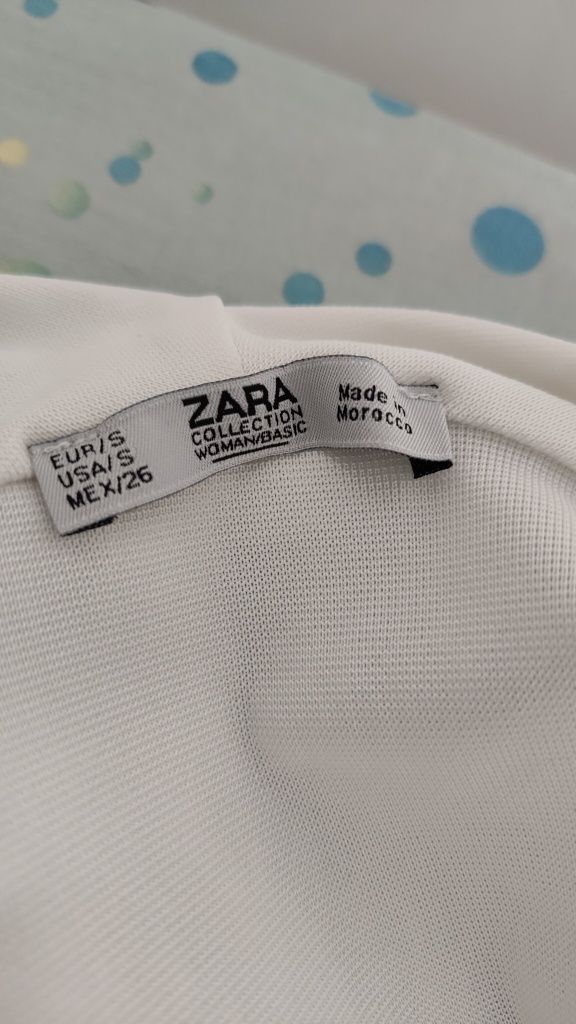 EUR/S
USA/S
MEX/26
ZARA
COLLECTION
WOMAN/BASIC
Made in
Morocco